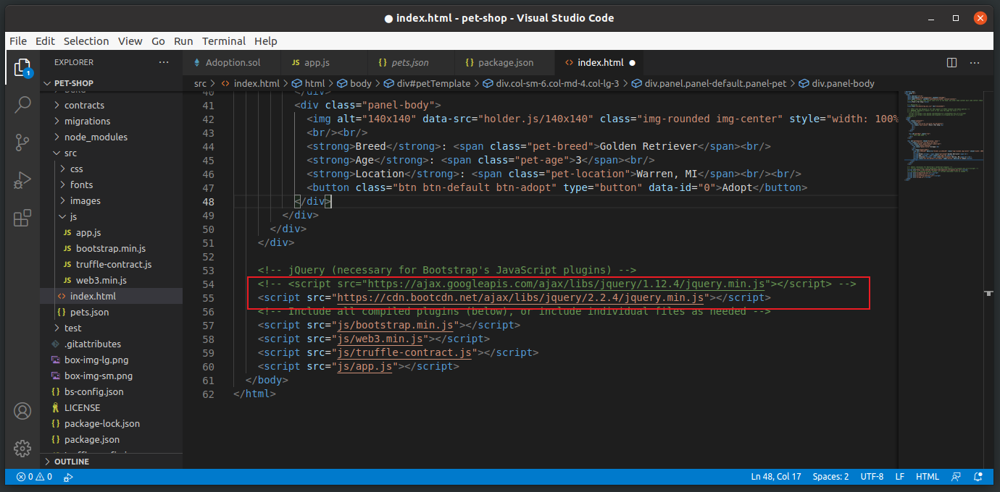 ● index.html - pet-shop - Visual Studio Code
File Edit Selection View Go Run Terminal Help
1
EXPLORER ···
PET-SHOP
contracts
migrations
node_modules
src
css
fonts
images
js
JS app.js
JS bootstrap.min.js
JS truffle-contract.js
JS web3.min.js
<> index.html
{} pets.json
test
.gitattributes
box-img-lg.png
box-img-sm.png
{} bs-config.json
LICENSE
{} package-lock.json
{} package.json
OUTLINE
Adoption.sol JS app.js {} pets.json {} package.json <> index.html ● ···
src > <> index.html > html > body > div#petTemplate > div.col-sm-6.col-md-4.col-lg-3 > div.panel.panel-default.panel-pet > div.panel-body
40 </div>
41 <div class="panel-body">
42 <img alt="140x140" data-src="holder.js/140x140" class="img-rounded img-center" style="width: 100%
43 <br/><br/>
44 <strong>Breed</strong>: <span class="pet-breed">Golden Retriever</span><br/>
45 <strong>Age</strong>: <span class="pet-age">3</span><br/>
46 <strong>Location</strong>: <span class="pet-location">Warren, MI</span><br/><br/>
47 <button class="btn btn-default btn-adopt" type="button" data-id="0">Adopt</button>
48 </div>
49 </div>
50 </div>
51 </div>
52
53 <!-- jQuery (necessary for Bootstrap's JavaScript plugins) -->
54 <!-- <script src="https://ajax.googleapis.com/ajax/libs/jquery/1.12.4/jquery.min.js"></script> -->
55 <script src="https://cdn.bootcdn.net/ajax/libs/jquery/2.2.4/jquery.min.js"></script>
56 <!-- Include all compiled plugins (below), or include individual files as needed -->
57 <script src="js/bootstrap.min.js"></script>
58 <script src="js/web3.min.js"></script>
59 <script src="js/truffle-contract.js"></script>
60 <script src="js/app.js"></script>
61 </body>
62 </html>
0 0 Ln 48, Col 17 Spaces: 2 UTF-8 LF HTML